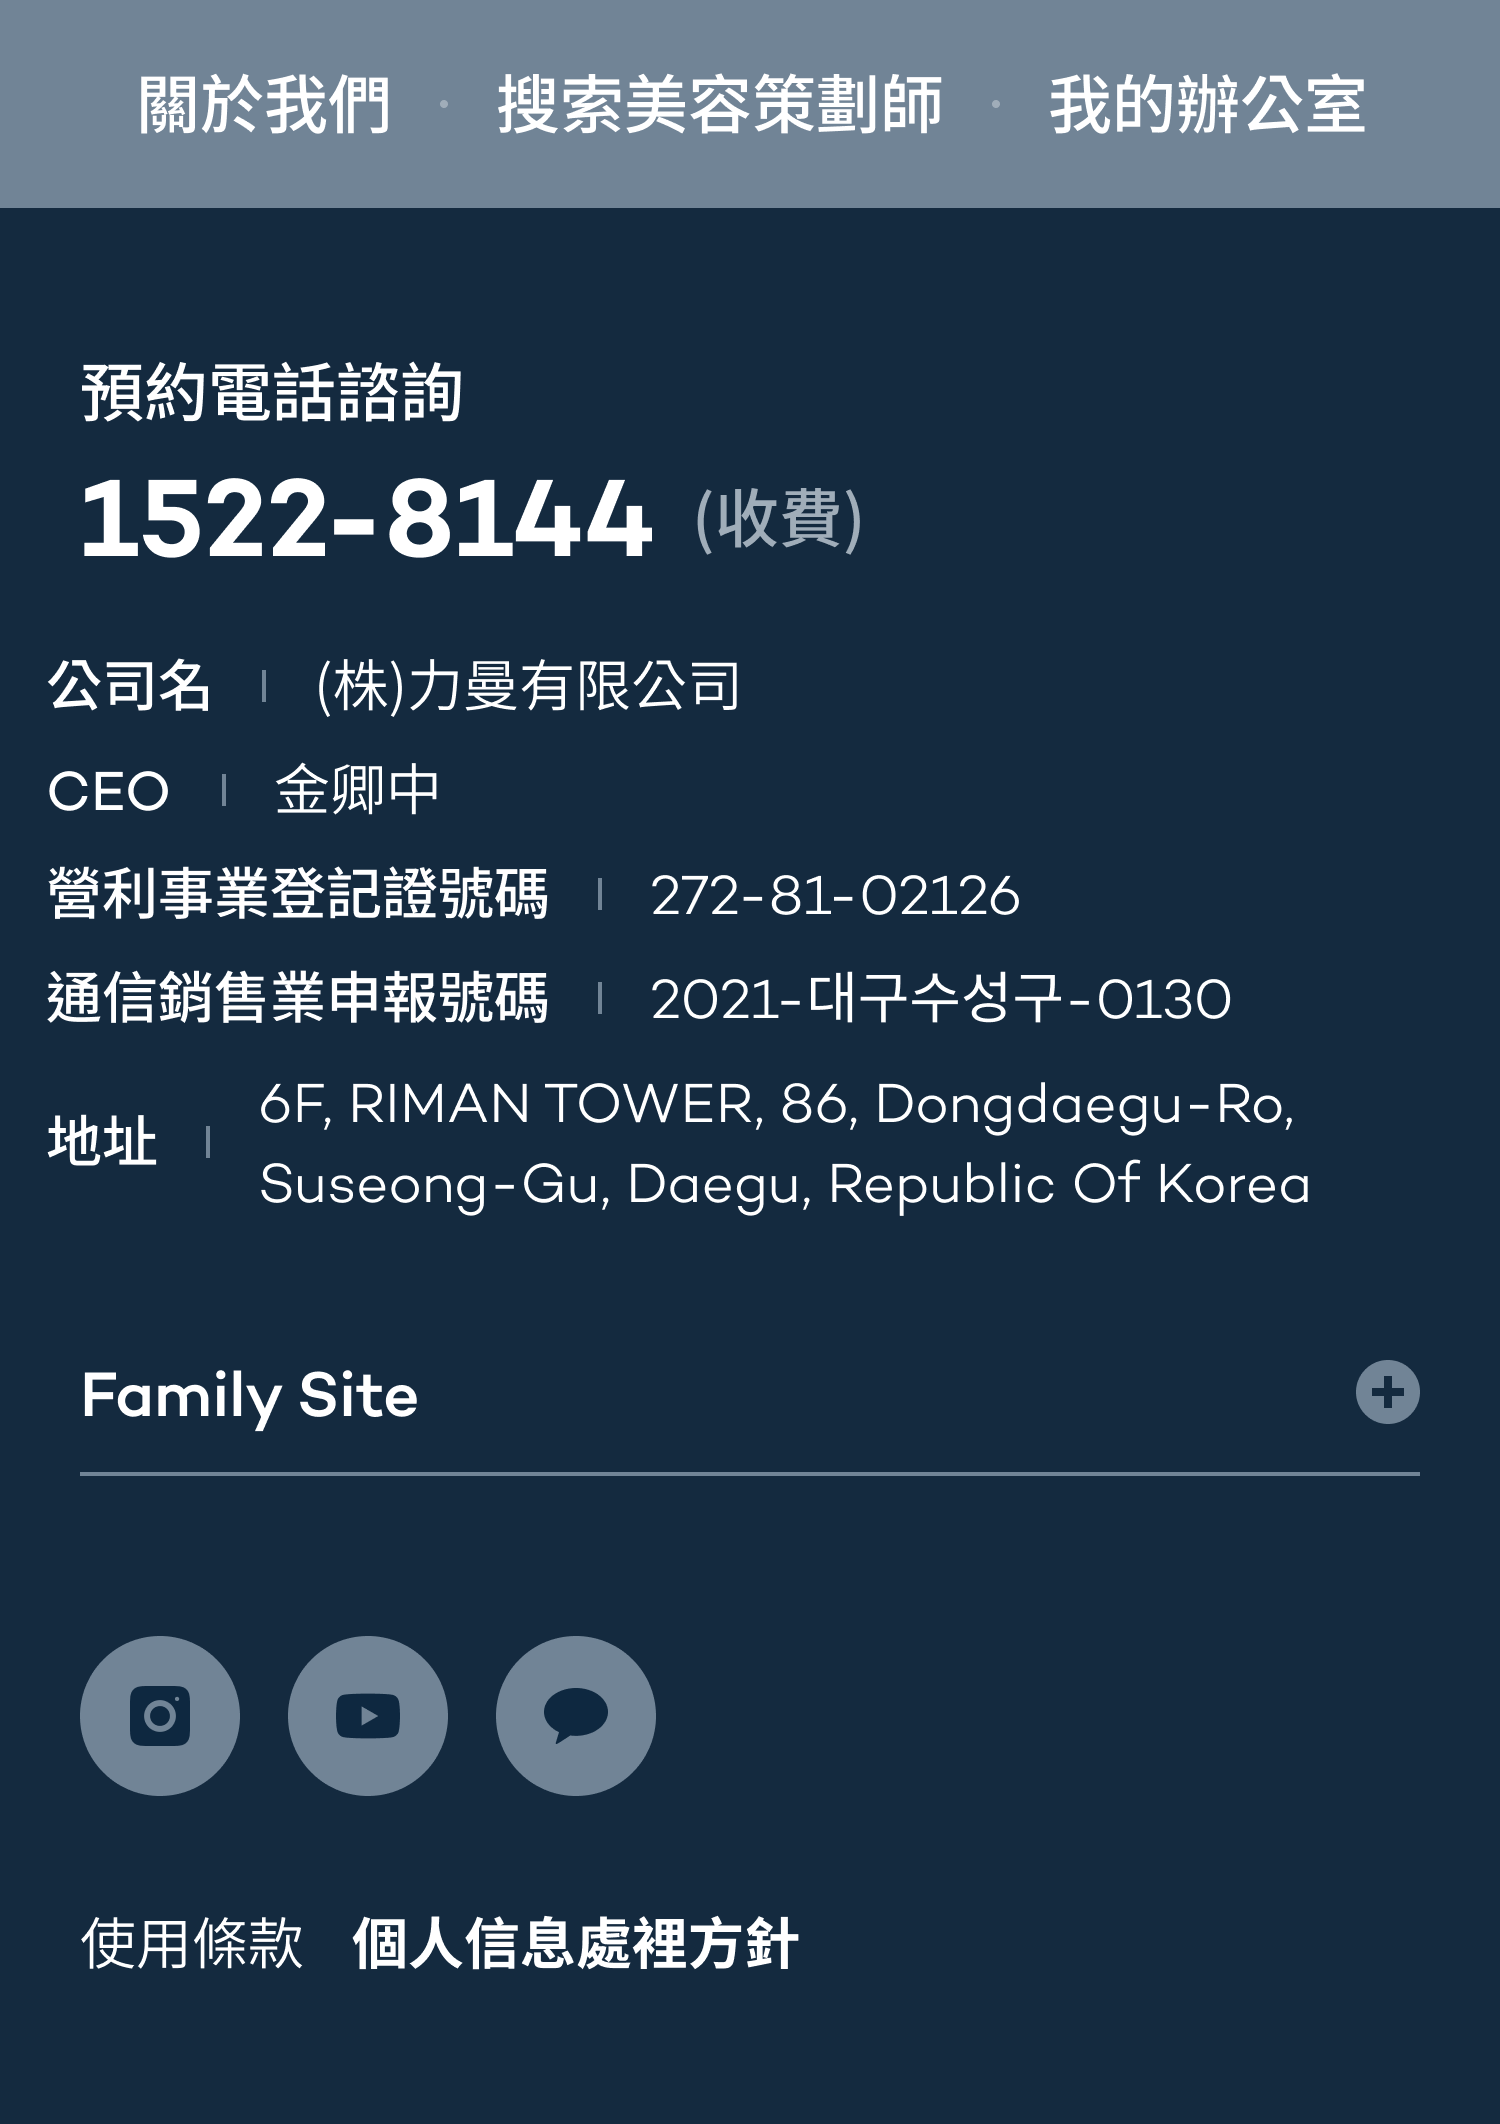 關於我們 · 搜索美容策劃師 · 我的辦公室
預約電話諮詢
1522-8144 (收費)
公司名 | (株)力曼有限公司
CEO | 金卿中
營利事業登記證號碼 | 272-81-02126
通信銷售業申報號碼 | 2021-대구수성구-0130
地址 | 6F, RIMAN TOWER, 86, Dongdaegu-Ro,
Suseong-Gu, Daegu, Republic Of Korea
Family Site
使用條款 個人信息處裡方針